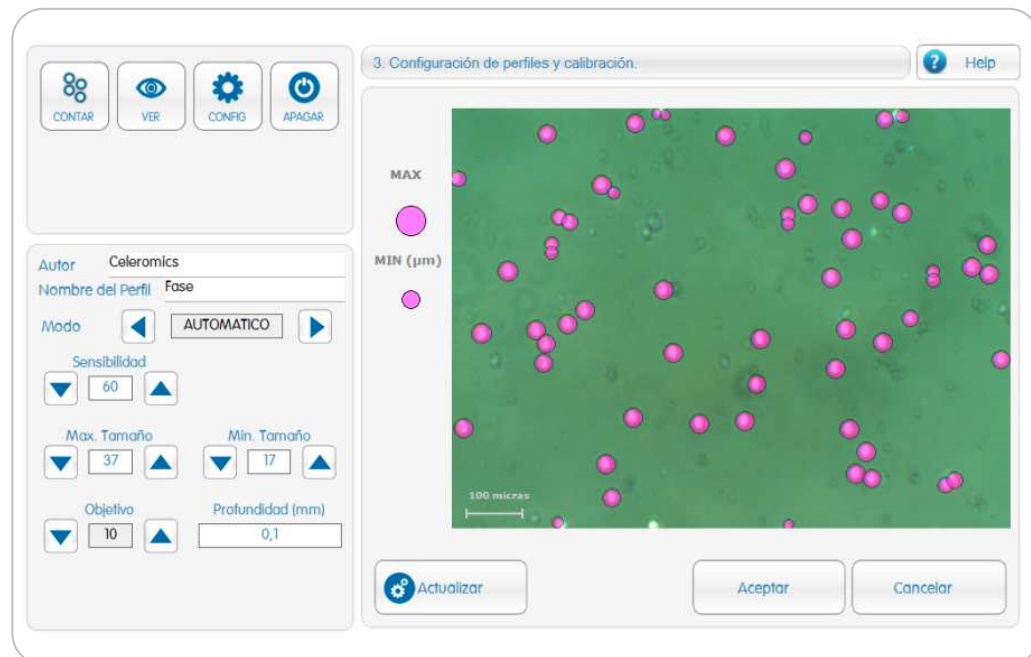 CONTAR
VER
CONFIG
APAGAR
3. Configuración de perfiles y calibración.
Help
Autor Celeromics
Nombre del Perfil Fase
Modo AUTOMATICO
Sensibilidad
60
Max. Tamaño Min. Tamaño
37 17
Objetivo Profundidad (mm)
10 0,1
MAX
MIN (µm)
100 micras
Actualizar
Aceptar
Cancelar